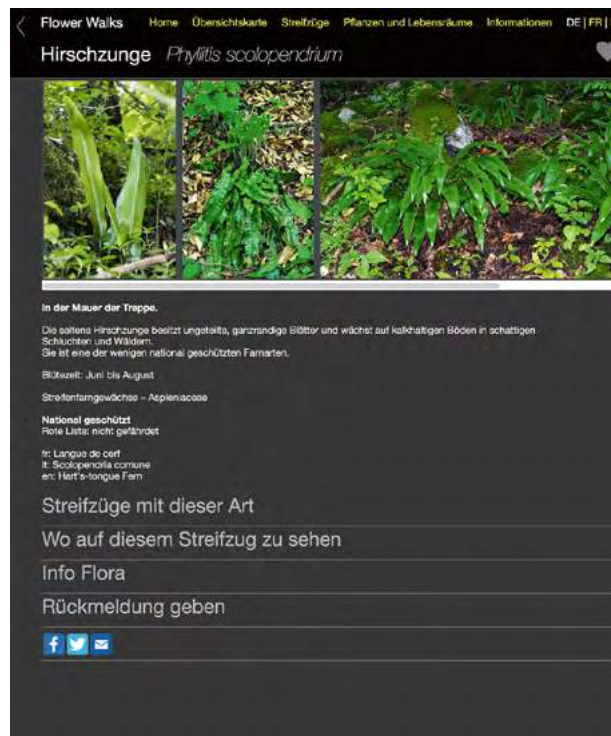 Flower Walks Home Übersichtskarte Streifzüge Pflanzen und Lebensräume Informationen DE | FR |
Hirschzunge Phyllitis scolopendrium
In der Mauer der Treppe.
Die seltene Hirschzunge besitzt ungeteilte, ganzrandige Blätter und wächst auf kalkhaltigen Böden in schattigen
Schluchten und Wäldern.
Sie ist eine der wenigen national geschützten Farnarten.
Blütezeit: Juni bis August
Streifenfarngewächse – Aspleniaceae
National geschützt
Rote Liste: nicht gefährdet
fr: Langue de cerf
it: Scolopendria comune
en: Hart's-tongue Fern
Streifzüge mit dieser Art
Wo auf diesem Streifzug zu sehen
Info Flora
Rückmeldung geben